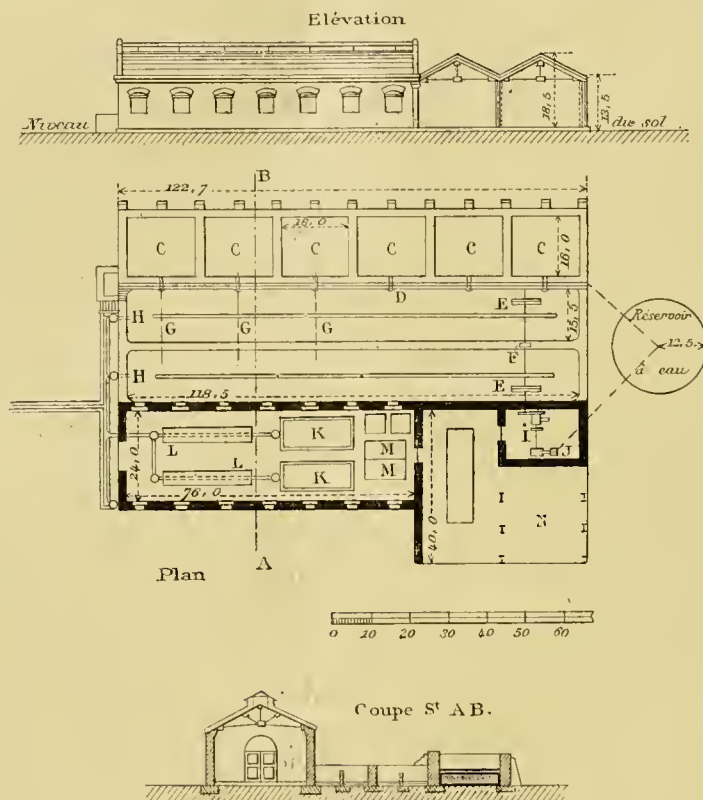 Elévation
Niveau
du sol
18,5
13,5
B
122,7
C C C C C C
16,0
16,0
D
E
H G G G
F
15,5
H
E
118,5
Réservoir
12,5
à eau
24,0
L
K
M
I
J
L
K
M
76,0
40,0
N
Plan
A
0 10 20 30 40 50 60
Coupe St AB.